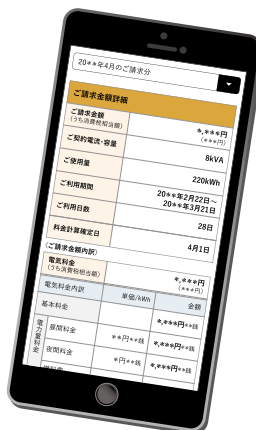 20**年4月のご請求分
ご請求金額詳細
ご請求金額
(うち消費税相当額)
*,***円
(***円)
ご契約電流・容量
8kVA
ご使用量
220kWh
ご利用期間
20**年2月22日～
20**年3月21日
ご利用日数
28日
料金計算確定日
4月1日
(ご請求金額内訳)
電気料金
(うち消費税相当額)
*,***円
(***円)
電気料金内訳
単価/kWh
金額
基本料金
*,***円**銭
電力量料金
昼間料金
**円**銭
*,***円**銭
夜間料金
*円**銭
*,***円**銭